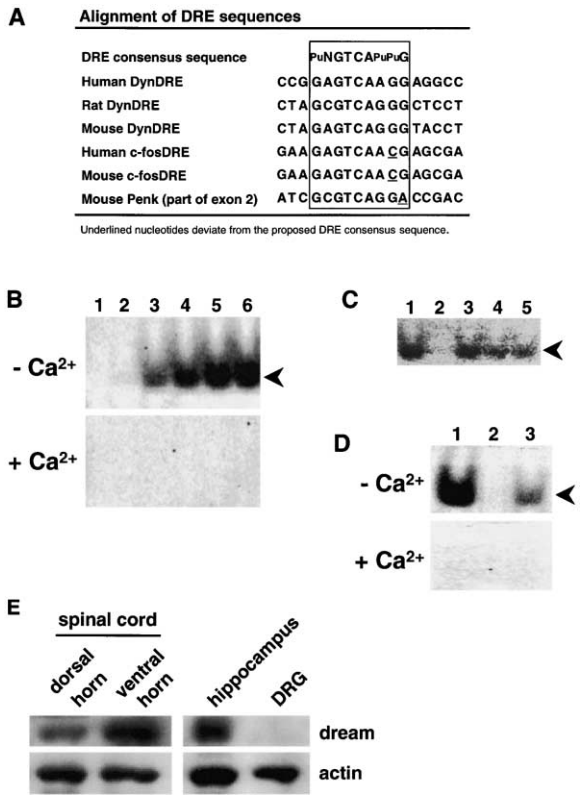 A
Alignment of DRE sequences
DRE consensus sequence PuNGTCAPuPuG
Human DynDRE CCG GAGTCAAGG AGGCC
Rat DynDRE CTA GCGTCAGGG CTCCT
Mouse DynDRE CTA GAGTCAGGG TACCT
Human c-fosDRE GAA GAGTCAACG AGCGA
Mouse c-fosDRE GAA GAGTCAACG AGCGA
Mouse Penk (part of exon 2) ATC GCGTCAGGA CCGAC
Underlined nucleotides deviate from the proposed DRE consensus sequence.
B
1 2 3 4 5 6
- Ca2+
+ Ca2+
C
1 2 3 4 5
D
1 2 3
- Ca2+
+ Ca2+
E
spinal cord
dorsal horn
ventral horn
hippocampus
DRG
dream
actin